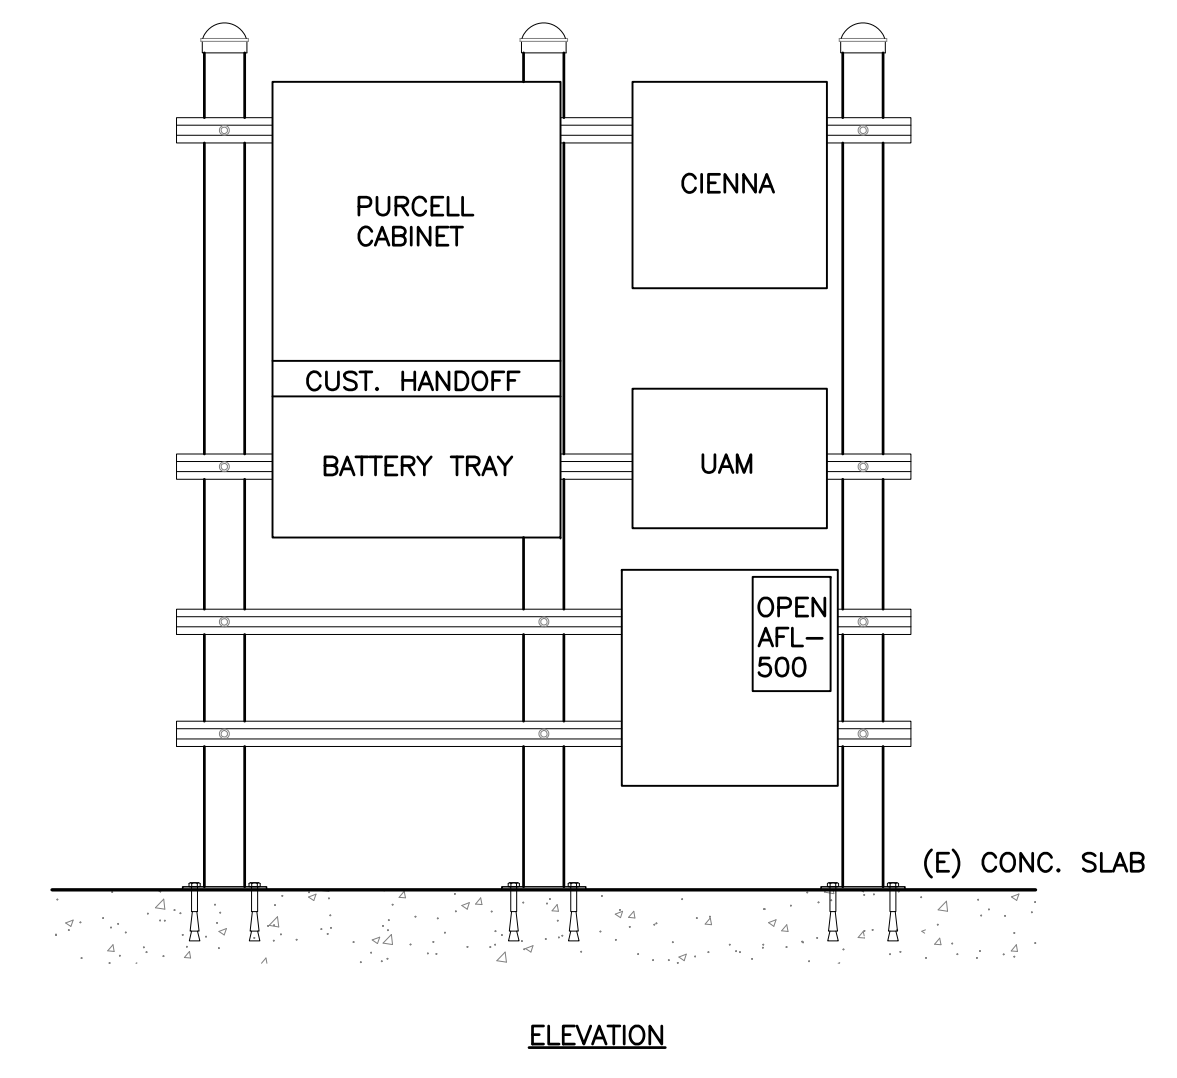 PURCELL
CABINET
CIENNA
CUST. HANDOFF
BATTERY TRAY
UAM
OPEN
AFL-
500
(E) CONC. SLAB
ELEVATION